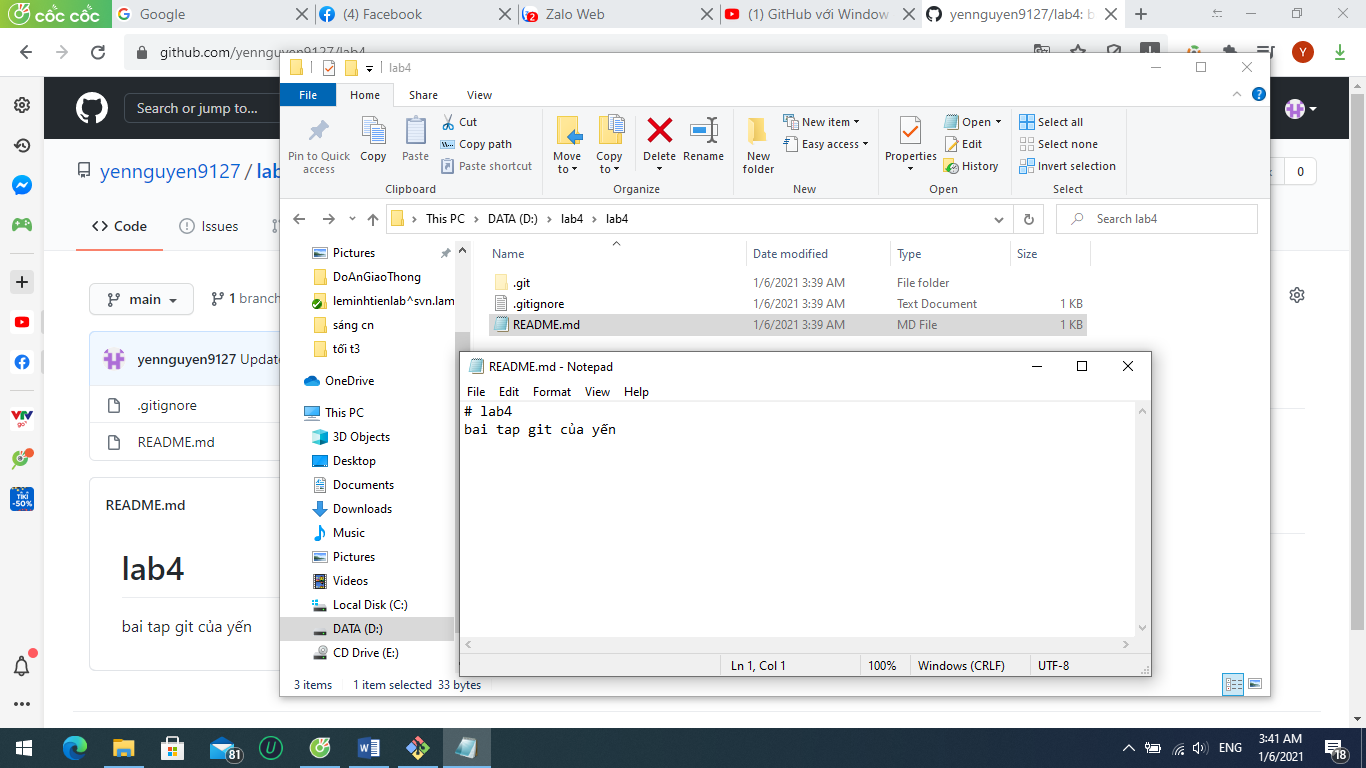 cốc cốc
Google
(4) Facebook
2
Zalo Web
(1) GitHub với Window
yennguyen9127/lab4: b
github.com/yennguyen9127/lab4
Y
lab4
File
Home
Share
View
Pin to Quick access
Copy
Paste
Cut
Copy path
Paste shortcut
Clipboard
Move to
Copy to
Delete
Rename
Organize
New folder
New item
Easy access
New
Properties
Open
Edit
History
Open
Select all
Select none
Invert selection
Select
This PC
DATA (D:)
lab4
lab4
Search lab4
Search or jump to...
yennguyen9127 / lab
0
Code
Issues
main
1 branch
yennguyen9127 Update
.gitignore
README.md
README.md
lab4
bai tap git của yến
VTV go
TIKI
-50%
Pictures
DoAnGiaoThong
leminhtienlab^svn.lam
sáng cn
tối t3
OneDrive
This PC
3D Objects
Desktop
Documents
Downloads
Music
Pictures
Videos
Local Disk (C:)
DATA (D:)
CD Drive (E:)
Name Date modified Type Size
.git 1/6/2021 3:39 AM File folder
.gitignore 1/6/2021 3:39 AM Text Document 1 KB
README.md 1/6/2021 3:39 AM MD File 1 KB
README.md - Notepad
File Edit Format View Help
# lab4
bai tap git của yến
Ln 1, Col 1 100% Windows (CRLF) UTF-8
3 items 1 item selected 33 bytes
81
ENG
3:41 AM
1/6/2021
18